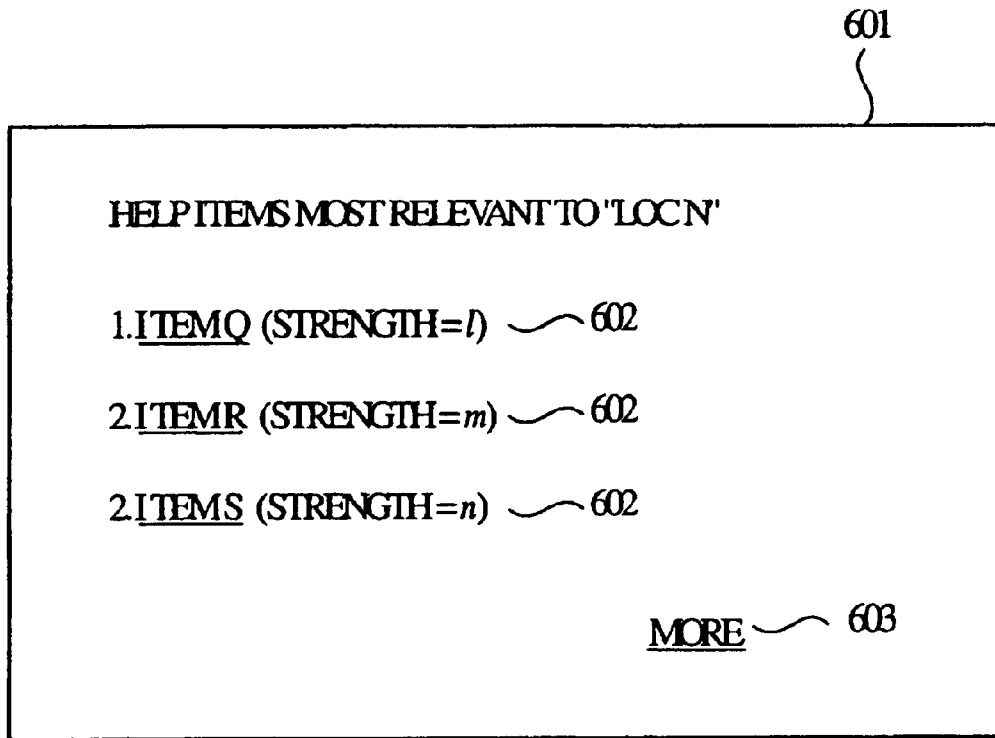 601
HELP ITEMS MOST RELEVANT TO "LOC N"
1. ITEM Q (STRENGTH=l) 602
2. ITEM R (STRENGTH=m) 602
2. ITEM S (STRENGTH=n) 602
MORE 603